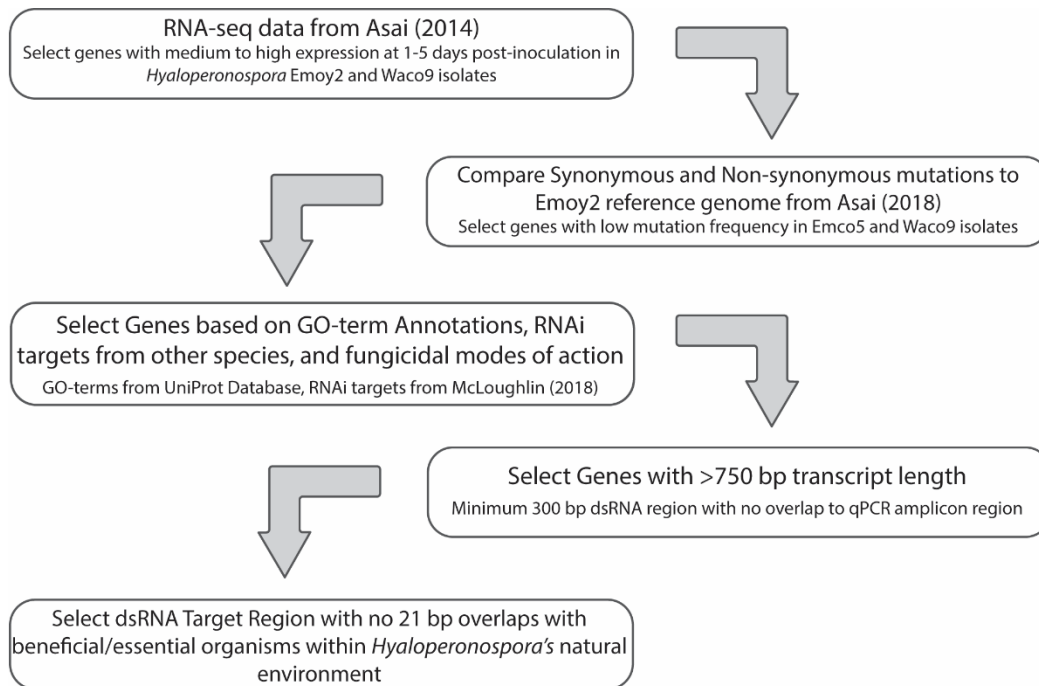 RNA-seq data from Asai (2014)
Select genes with medium to high expression at 1-5 days post-inoculation in
Hyaloperonospora Emoy2 and Waco9 isolates
Compare Synonymous and Non-synonymous mutations to
Emoy2 reference genome from Asai (2018)
Select genes with low mutation frequency in Emco5 and Waco9 isolates
Select Genes based on GO-term Annotations, RNAi
targets from other species, and fungicidal modes of action
GO-terms from UniProt Database, RNAi targets from McLoughlin (2018)
Select Genes with >750 bp transcript length
Minimum 300 bp dsRNA region with no overlap to qPCR amplicon region
Select dsRNA Target Region with no 21 bp overlaps with
beneficial/essential organisms within Hyaloperonospora's natural
environment